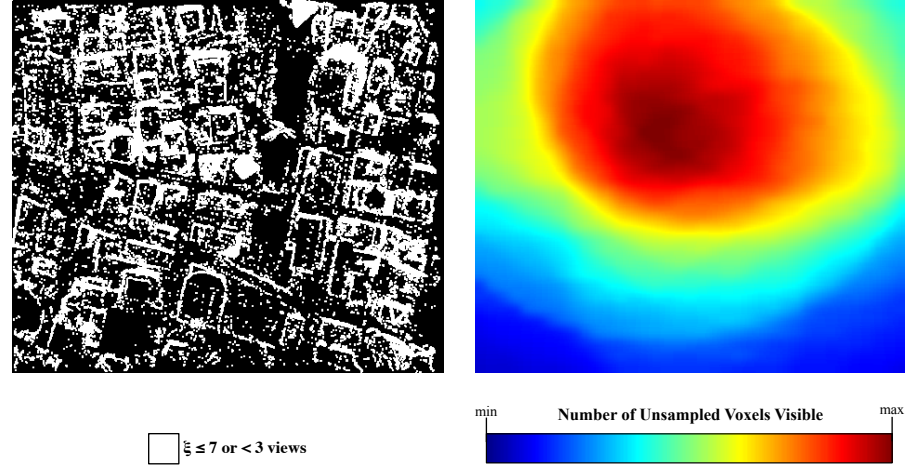 ξ ≤ 7 or < 3 views
min
Number of Unsampled Voxels Visible
max